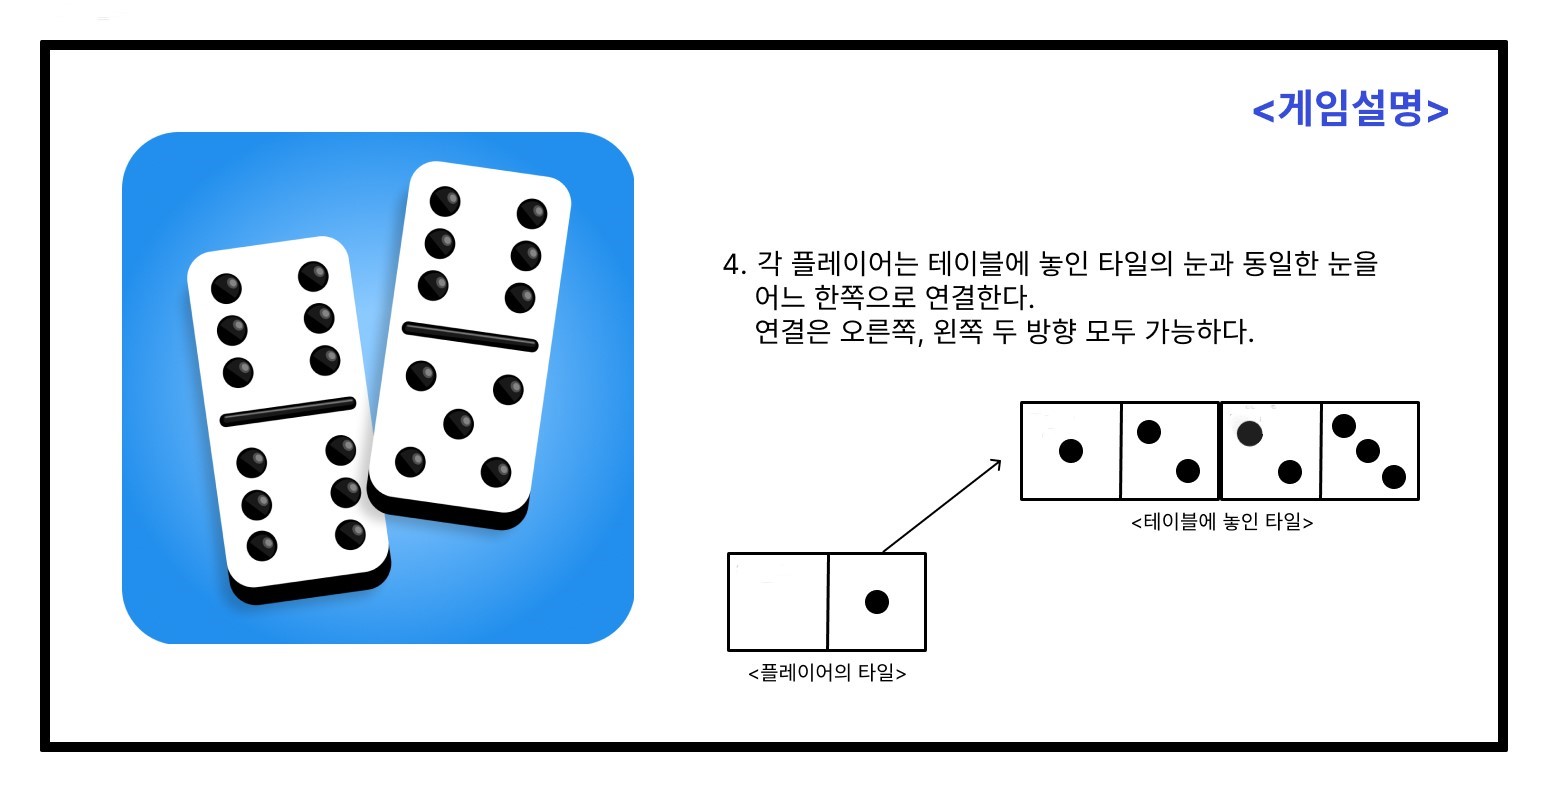 <게임설명>
4. 각 플레이어는 테이블에 놓인 타일의 눈과 동일한 눈을
어느 한쪽으로 연결한다.
연결은 오른쪽, 왼쪽 두 방향 모두 가능하다.
<테이블에 놓인 타일>
<플레이어의 타일>